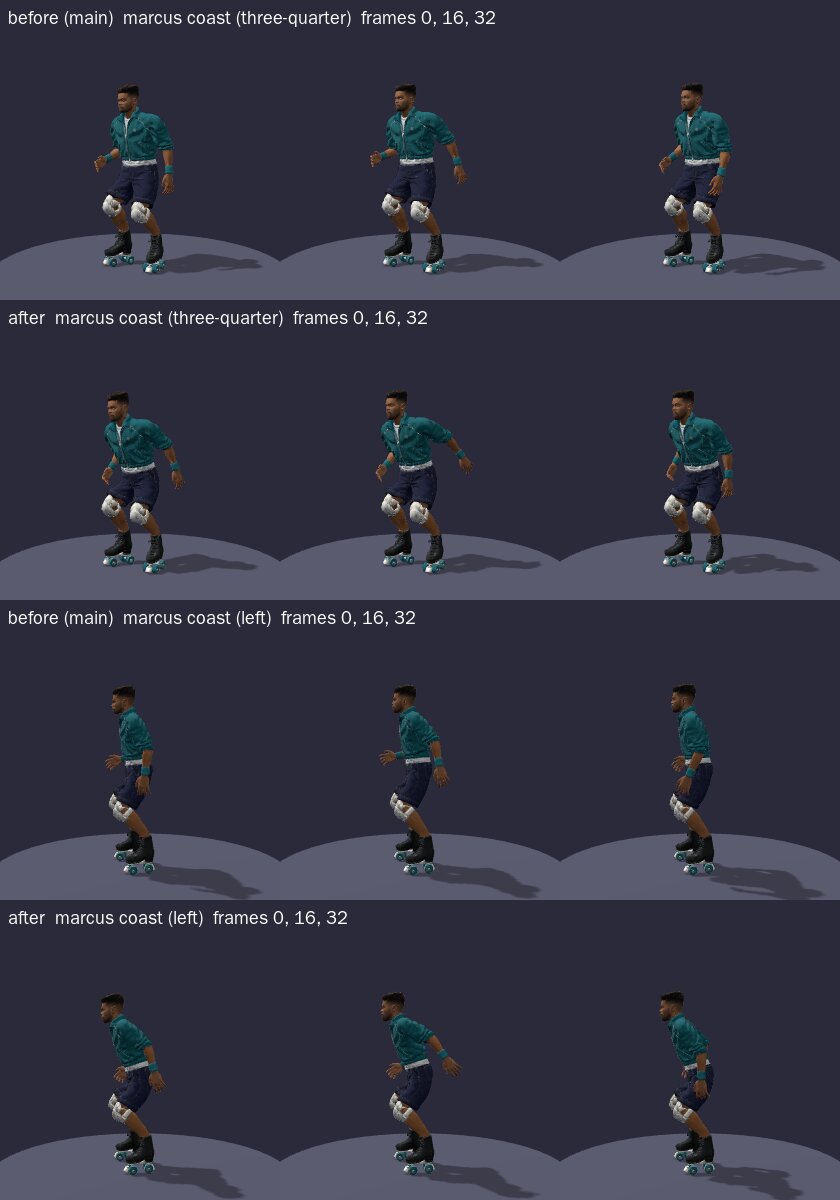 before (main) marcus coast (three-quarter) frames 0, 16, 32
after marcus coast (three-quarter) frames 0, 16, 32
before (main) marcus coast (left) frames 0, 16, 32
after marcus coast (left) frames 0, 16, 32